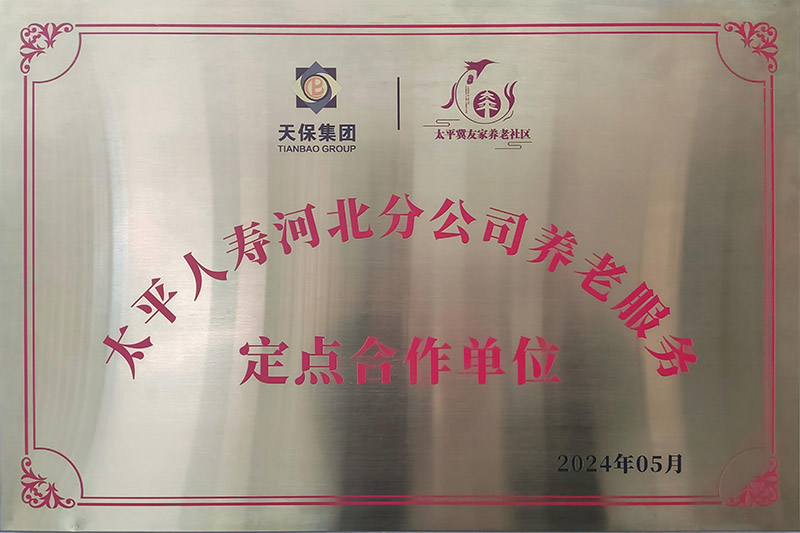 天保集团
TIANBAO GROUP
太平冀友家养老社区
太平人寿河北分公司养老服务
定点合作单位
2024年05月